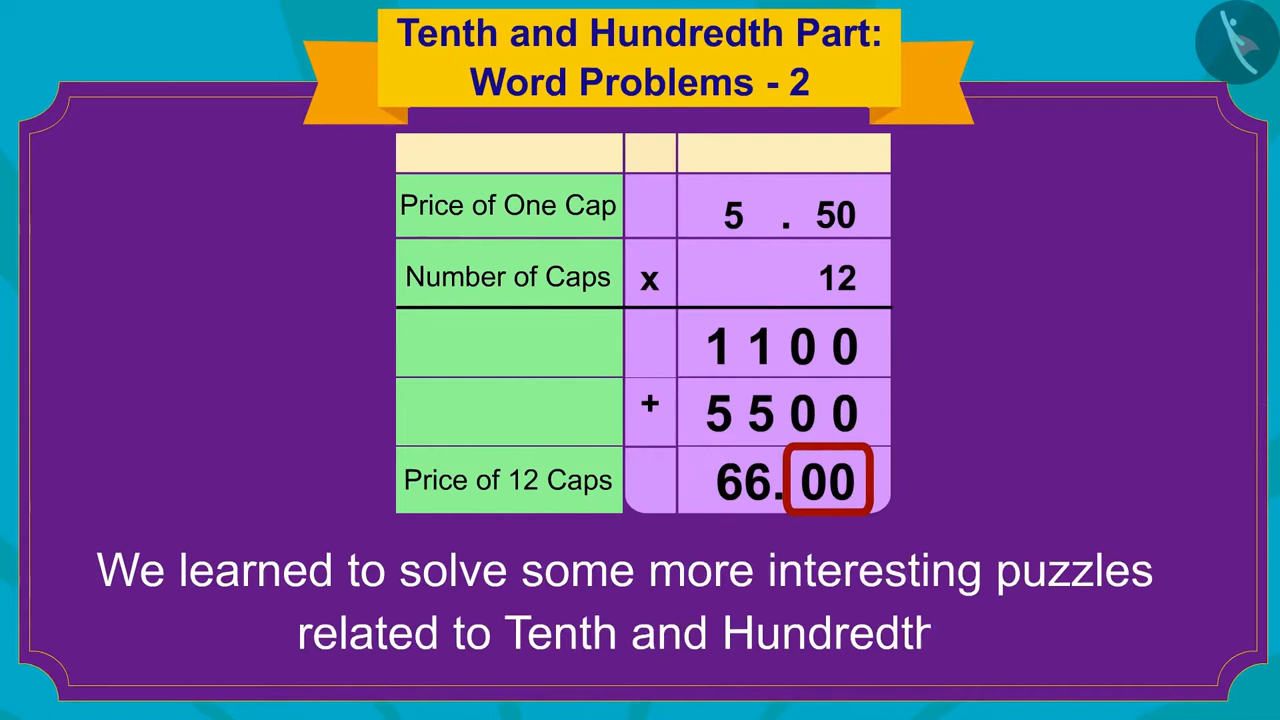 Tenth and Hundredth Part:
Word Problems - 2
Price of One Cap 5 . 50
Number of Caps x 12
1 1 0 0
+ 5 5 0 0
Price of 12 Caps 66.00
We learned to solve some more interesting puzzles
related to Tenth and Hundredth